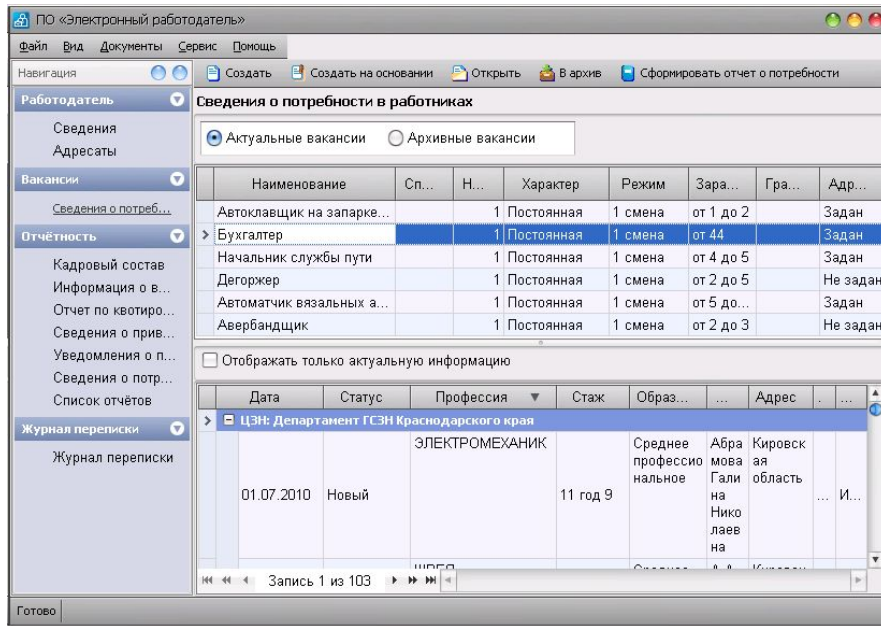 ПО «Электронный работодатель»
Файл Вид Документы Сервис Помощь
Навигация
Создать Создать на основании Открыть В архив Сформировать отчет о потребности
Работодатель
Сведения
Адресаты
Вакансии
Сведения о потреб...
Отчётность
Кадровый состав
Информация о в...
Отчет по квотиро...
Сведения о прив...
Уведомления о п...
Сведения о потр...
Список отчётов
Журнал переписки
Журнал переписки
Сведения о потребности в работниках
Актуальные вакансии Архивные вакансии
Наименование Сп... Н... Характер Режим Зара... Гра... Адр...
Автоклавщик на запарке... 1 Постоянная 1 смена от 1 до 2 Задан
Бухгалтер 1 Постоянная 1 смена от 44 Задан
Начальник службы пути 1 Постоянная 1 смена от 4 до 5 Задан
Дегоржер 1 Постоянная 1 смена от 2 до 5 Не задан
Автоматчик вязальных а... 1 Постоянная 1 смена от 5 до... Задан
Авербандщик 1 Постоянная 1 смена от 2 до 3 Не задан
Отображать только актуальную информацию
Дата Статус Профессия Стаж Образ... ... Адрес . ...
ЦЗН: Департамент ГСЗН Краснодарского края
01.07.2010 Новый ЭЛЕКТРОМЕХАНИК 11 год 9 Среднее профессио нальное Абра мова Гали на Нико лаев на Кировск ая область ... И...
Запись 1 из 103
Готово